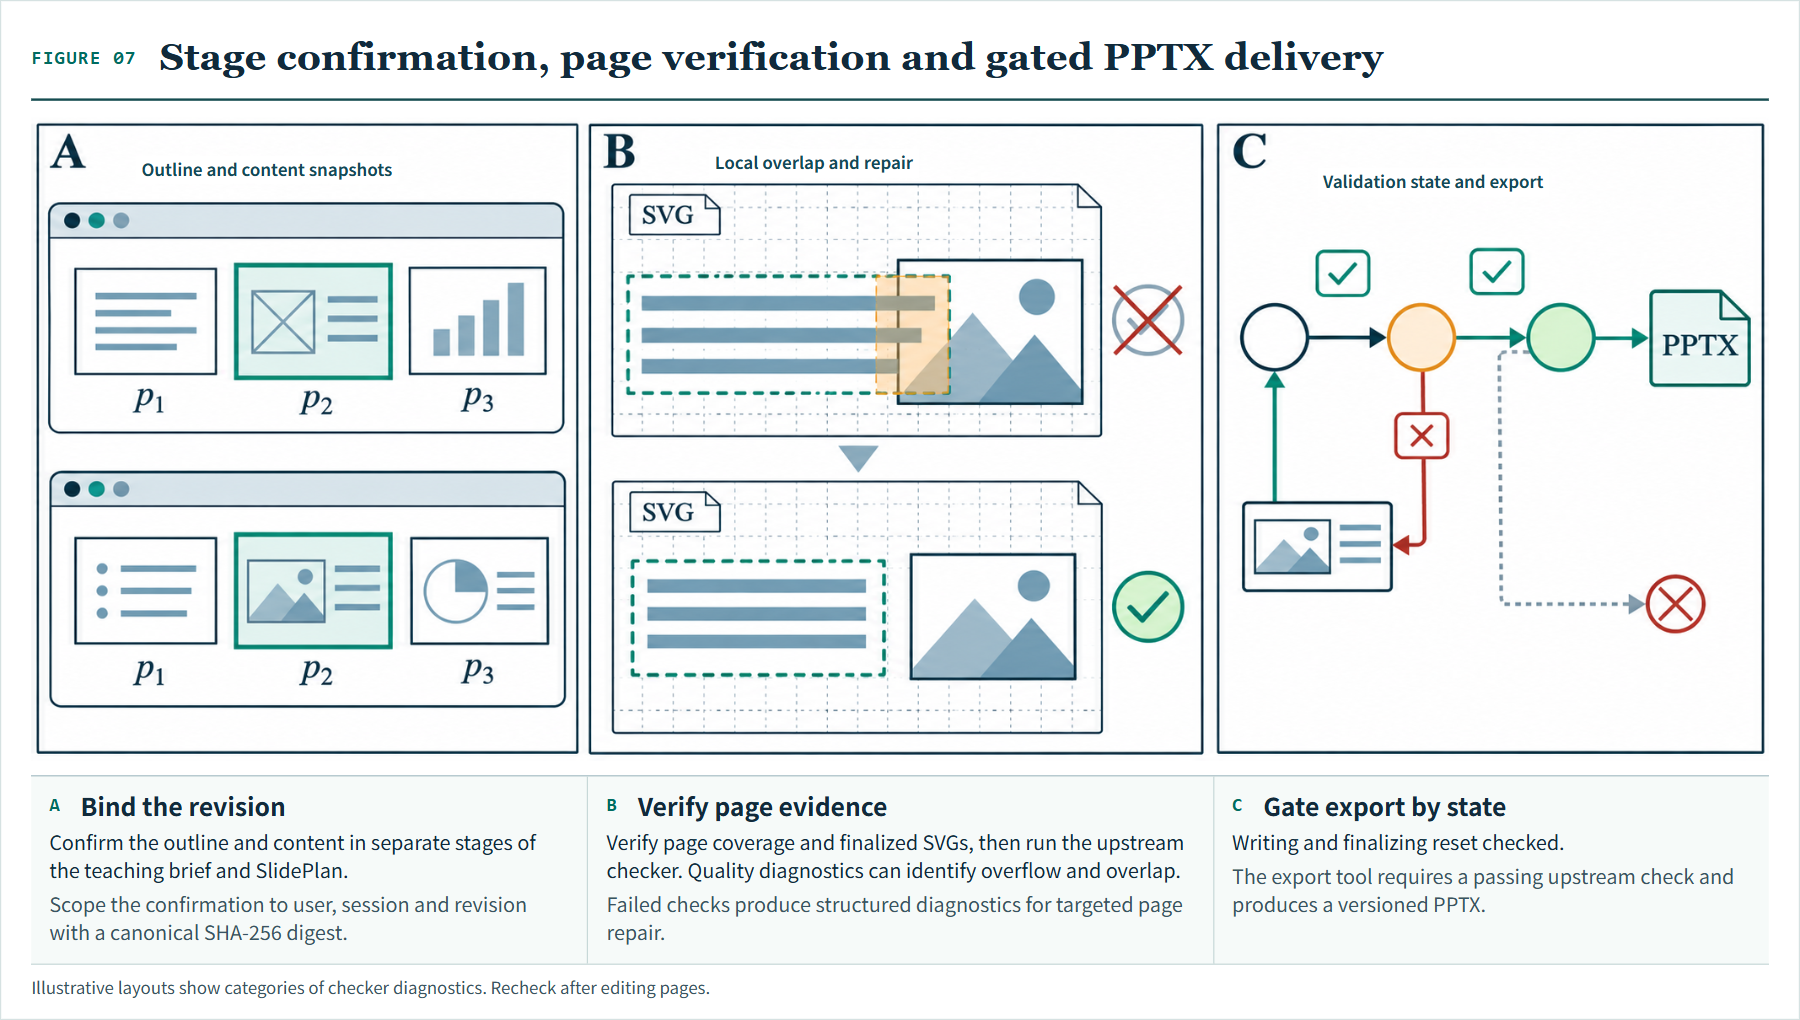 FIGURE 07 Stage confirmation, page verification and gated PPTX delivery
A
Outline and content snapshots
p1 p2 p3
p1 p2 p3
B
Local overlap and repair
SVG
SVG
C
Validation state and export
PPTX
A Bind the revision
Confirm the outline and content in separate stages of
the teaching brief and SlidePlan.
Scope the confirmation to user, session and revision
with a canonical SHA-256 digest.
B Verify page evidence
Verify page coverage and finalized SVGs, then run the upstream
checker. Quality diagnostics can identify overflow and overlap.
Failed checks produce structured diagnostics for targeted page
repair.
C Gate export by state
Writing and finalizing reset checked.
The export tool requires a passing upstream check and
produces a versioned PPTX.
Illustrative layouts show categories of checker diagnostics. Recheck after editing pages.